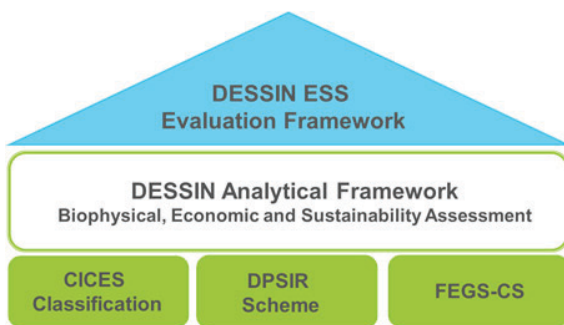 DESSIN ESS
Evaluation Framework
DESSIN Analytical Framework
Biophysical, Economic and Sustainability Assessment
CICES
Classification
DPSIR
Scheme
FEGS-CS